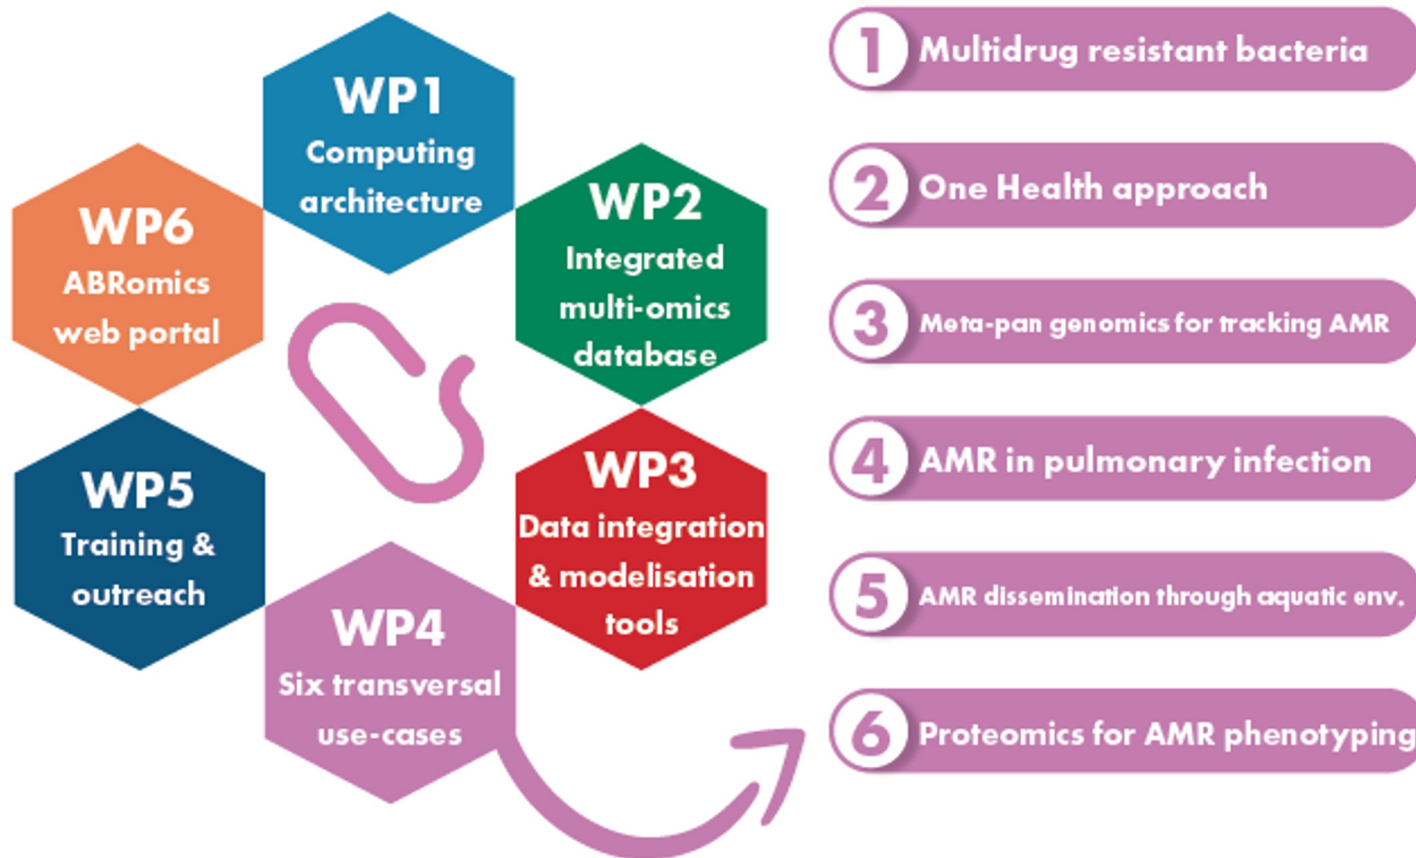 WP1
Computing
architecture
WP2
Integrated
multi-omics
database
WP3
Data integration
& modelisation
tools
WP4
Six transversal
use-cases
WP5
Training &
outreach
WP6
ABRomics
web portal
1 Multidrug resistant bacteria
2 One Health approach
3 Meta-pan genomics for tracking AMR
4 AMR in pulmonary infection
5 AMR dissemination through aquatic env.
6 Proteomics for AMR phenotyping